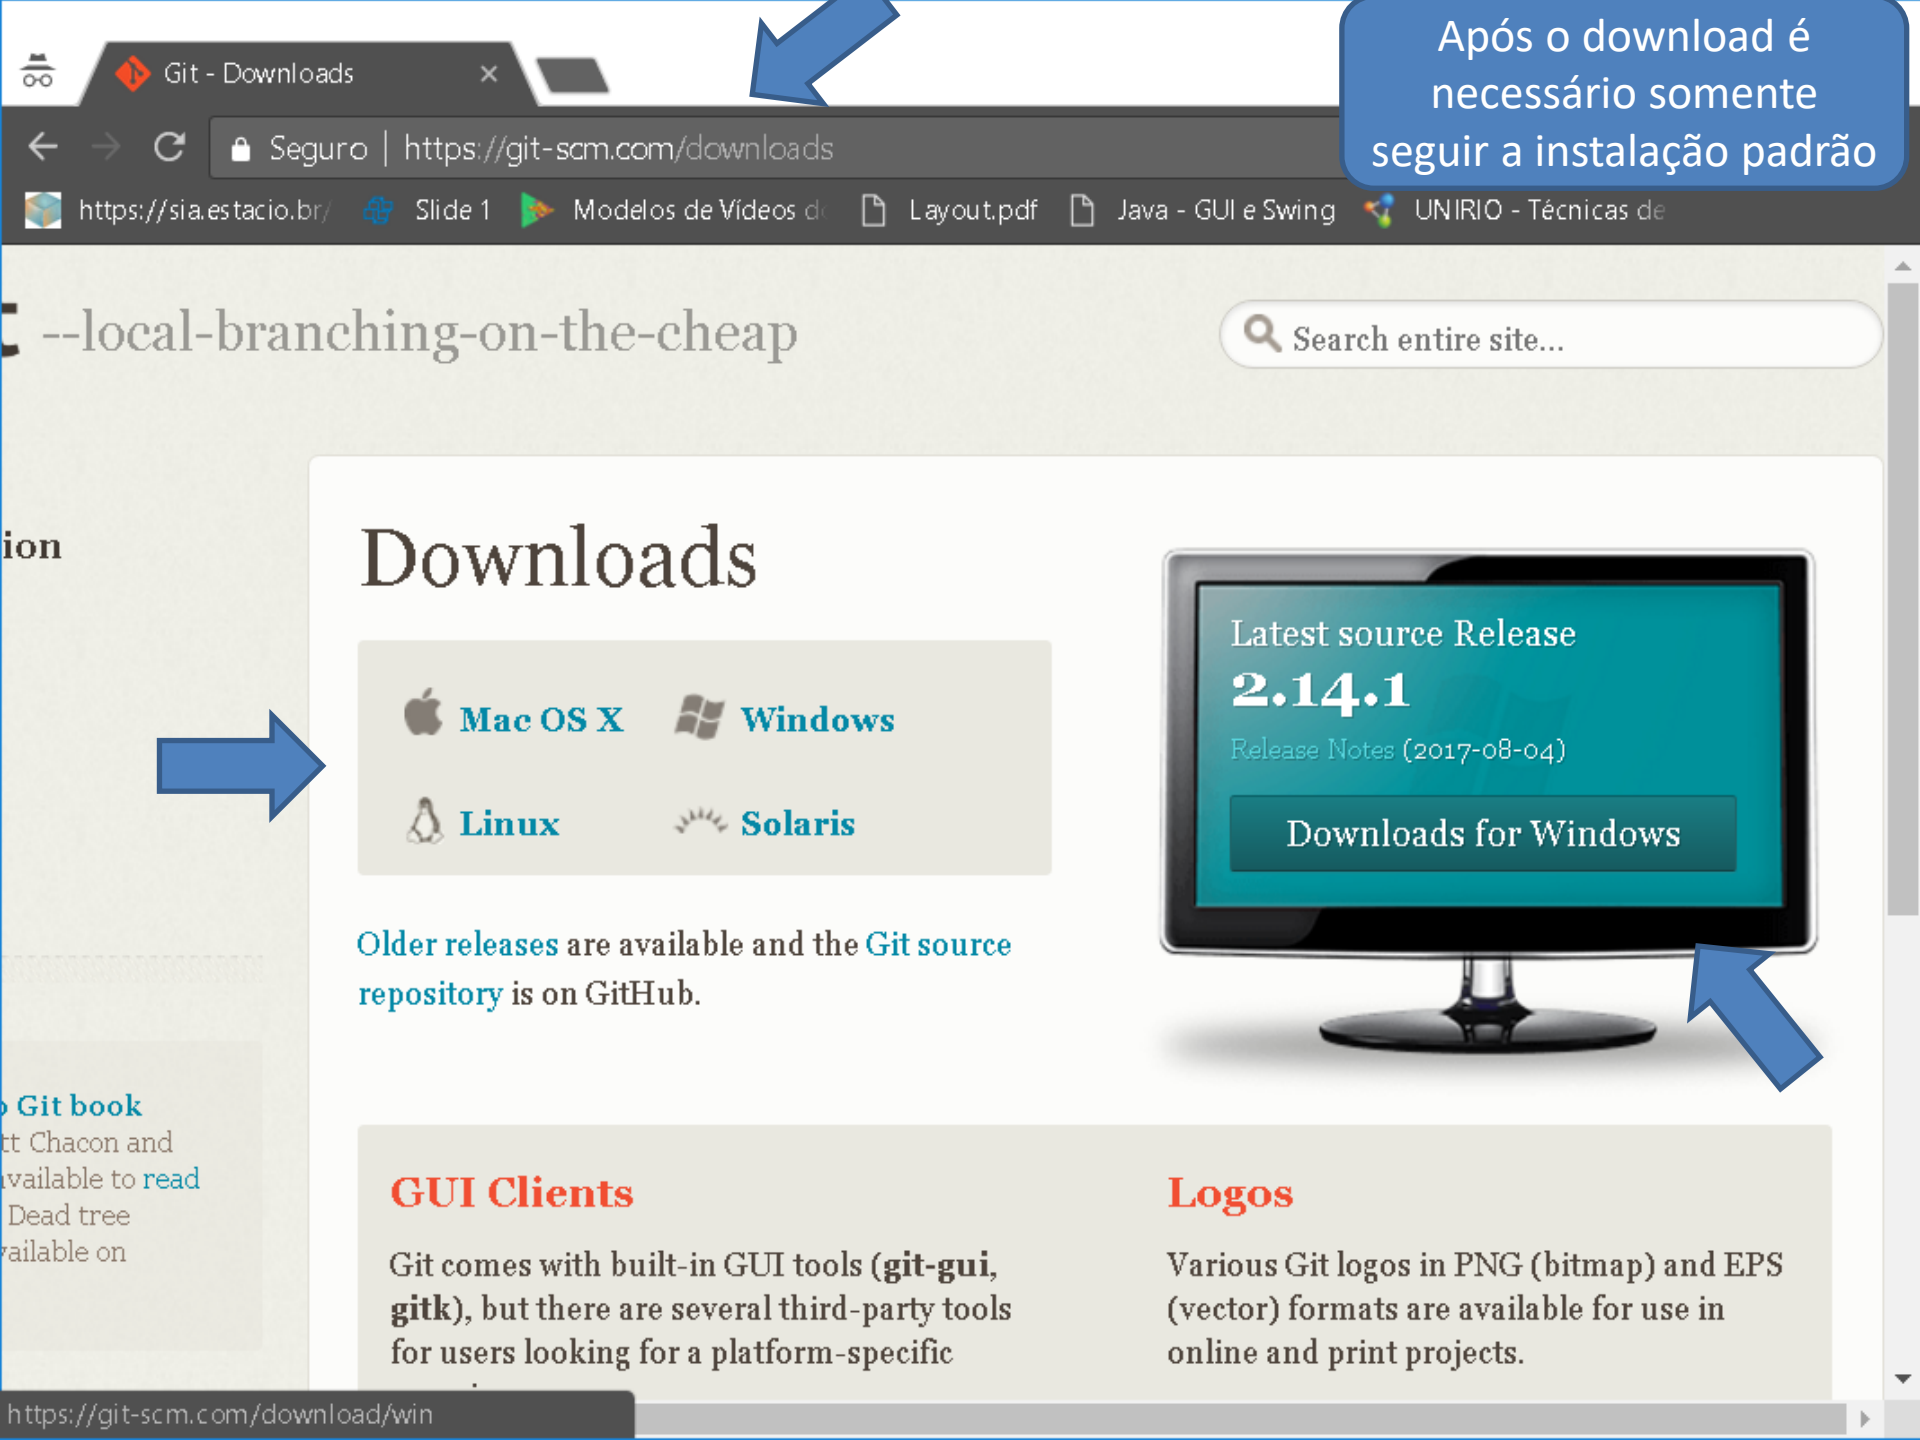 Após o download é
necessário somente
seguir a instalação padrão
Git - Downloads
Seguro | https://git-scm.com/downloads
https://sia.estacio.br/
Slide 1
Modelos de Vídeos d
Layout.pdf
Java - GUI e Swing
UNIRIO - Técnicas de
--local-branching-on-the-cheap
Search entire site...
ion
Downloads
Mac OS X
Windows
Linux
Solaris
Latest source Release
2.14.1
Release Notes (2017-08-04)
Downloads for Windows
Older releases are available and the Git source
repository is on GitHub.
Git book
tt Chacon and
vailable to read
Dead tree
vailable on
GUI Clients
Git comes with built-in GUI tools (git-gui,
gitk), but there are several third-party tools
for users looking for a platform-specific
Logos
Various Git logos in PNG (bitmap) and EPS
(vector) formats are available for use in
online and print projects.
https://git-scm.com/download/win